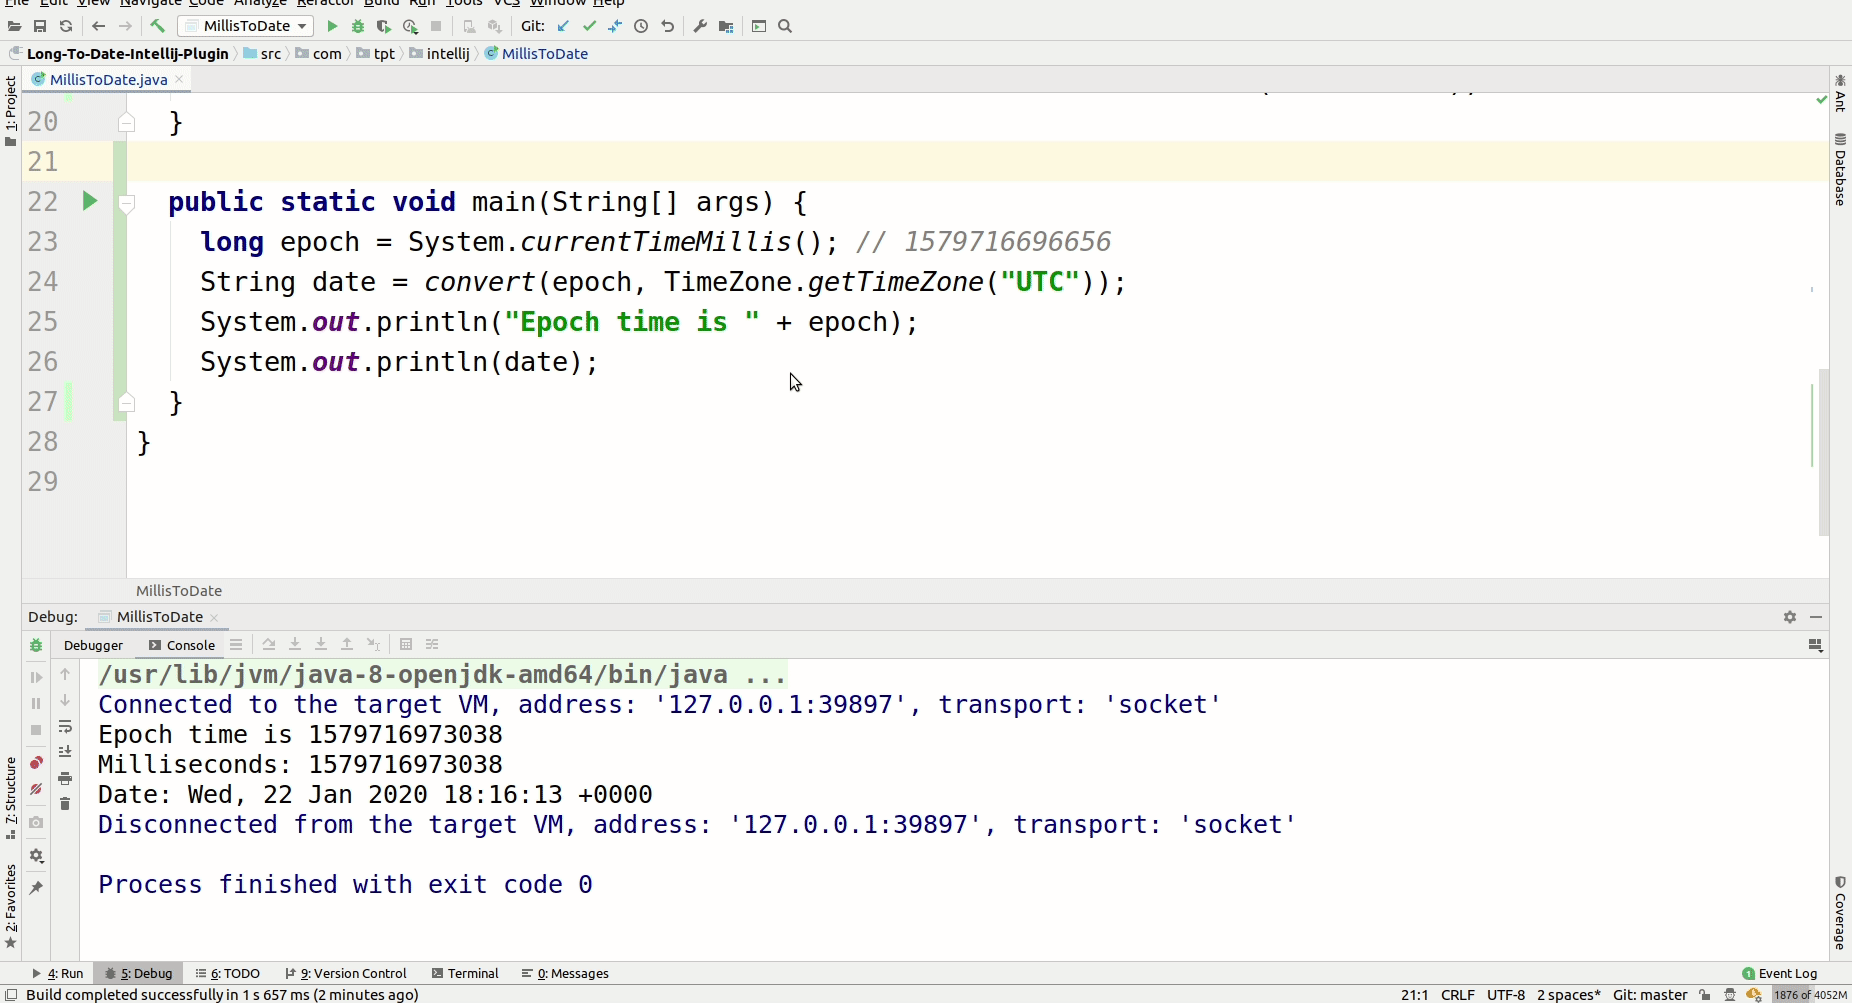 File Edit View Navigate Code Analyze Refactor Build Run Tools VCS Window Help
MillisToDate Git:
Long-To-Date-Intellij-Plugin src com tpt intellij MillisToDate
MillisToDate.java
1: Project
Ant
Database
20 }
21
22 public static void main(String[] args) {
23 long epoch = System.currentTimeMillis(); // 1579716696656
24 String date = convert(epoch, TimeZone.getTimeZone("UTC"));
25 System.out.println("Epoch time is " + epoch);
26 System.out.println(date);
27 }
28 }
29
MillisToDate
Debug: MillisToDate
Debugger Console
/usr/lib/jvm/java-8-openjdk-amd64/bin/java ...
Connected to the target VM, address: '127.0.0.1:39897', transport: 'socket'
Epoch time is 1579716973038
Milliseconds: 1579716973038
Date: Wed, 22 Jan 2020 18:16:13 +0000
Disconnected from the target VM, address: '127.0.0.1:39897', transport: 'socket'
Process finished with exit code 0
7: Structure
2: Favorites
Coverage
4: Run 5: Debug 6: TODO 9: Version Control Terminal 0: Messages 1 Event Log
Build completed successfully in 1 s 657 ms (2 minutes ago) 21:1 CRLF UTF-8 2 spaces* Git: master 1876 of 4052M